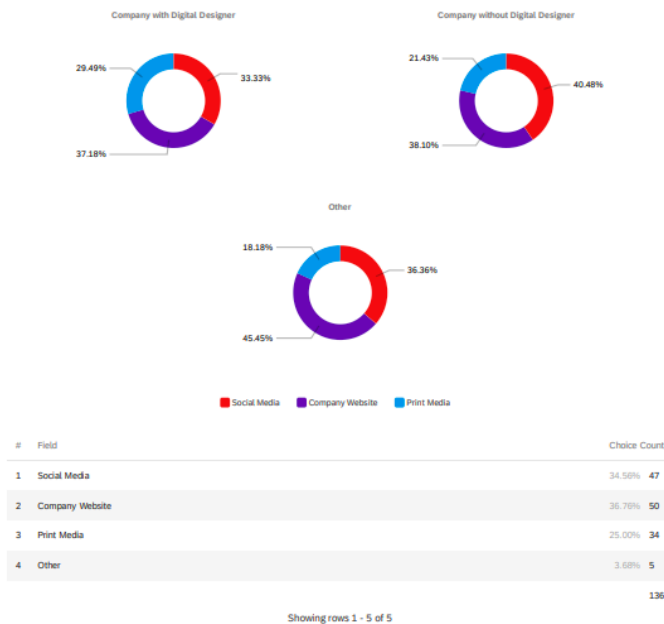 Company with Digital Designer
Company without Digital Designer
29.49%
33.33%
37.18%
21.43%
40.48%
38.10%
Other
18.18%
36.36%
45.45%
Social Media Company Website Print Media
# Field Choice Count
1 Social Media 34.56% 47
2 Company Website 36.76% 50
3 Print Media 25.00% 34
4 Other 3.68% 5
136
Showing rows 1 - 5 of 5